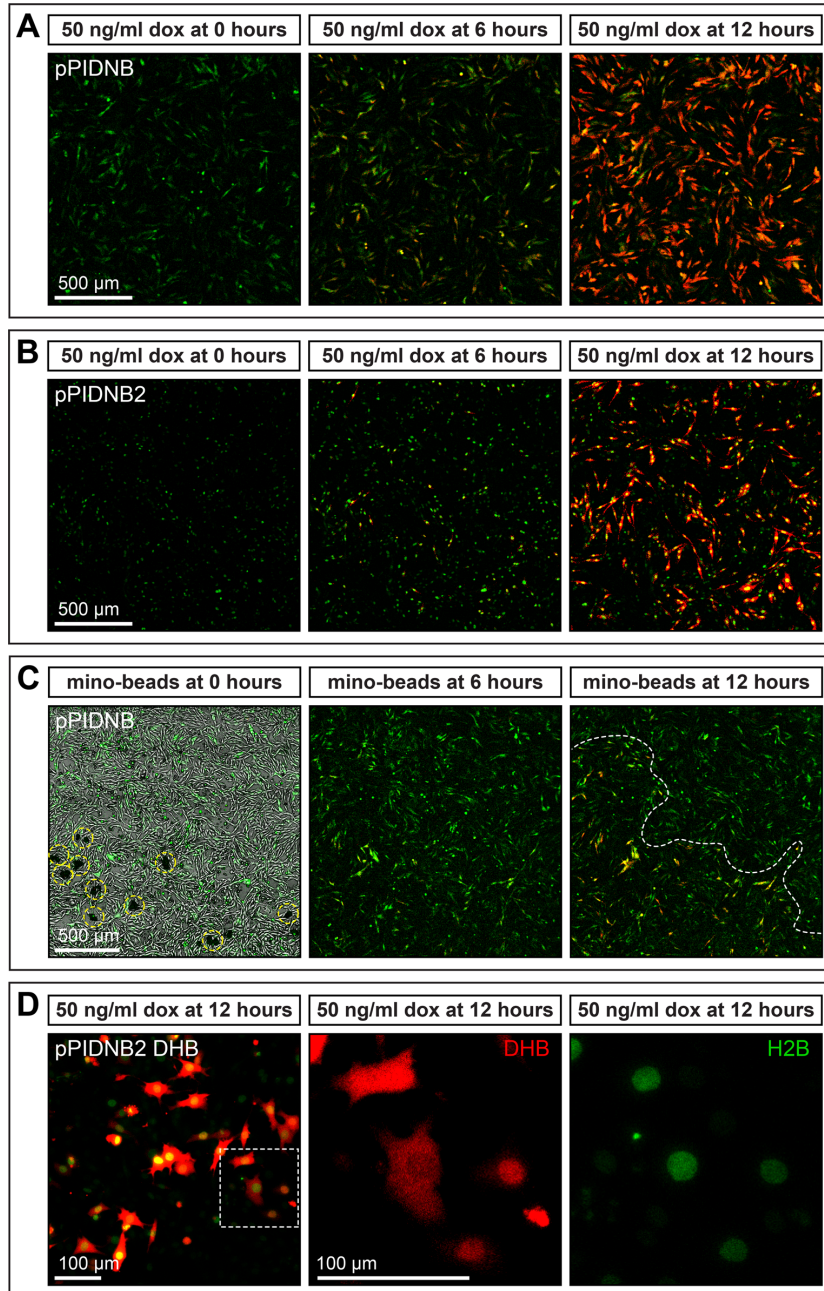 A
50 ng/ml dox at 0 hours
50 ng/ml dox at 6 hours
50 ng/ml dox at 12 hours
pPIDNB
500 µm
B
50 ng/ml dox at 0 hours
50 ng/ml dox at 6 hours
50 ng/ml dox at 12 hours
pPIDNB2
500 µm
C
mino-beads at 0 hours
mino-beads at 6 hours
mino-beads at 12 hours
pPIDNB
500 µm
D
50 ng/ml dox at 12 hours
50 ng/ml dox at 12 hours
50 ng/ml dox at 12 hours
pPIDNB2 DHB
DHB
H2B
100 µm
100 µm